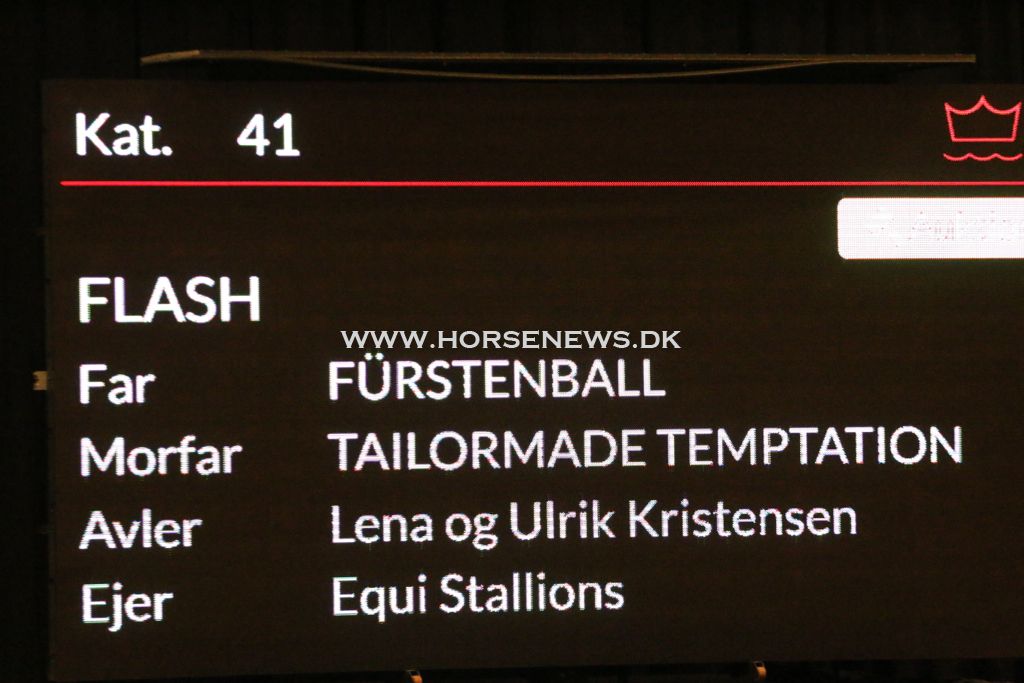 Kat. 41
FLASH
WWW.HORSENEWS.DK
Far FÜRSTENBALL
Morfar TAILORMADE TEMPTATION
Avler Lena og Ulrik Kristensen
Ejer Equi Stallions